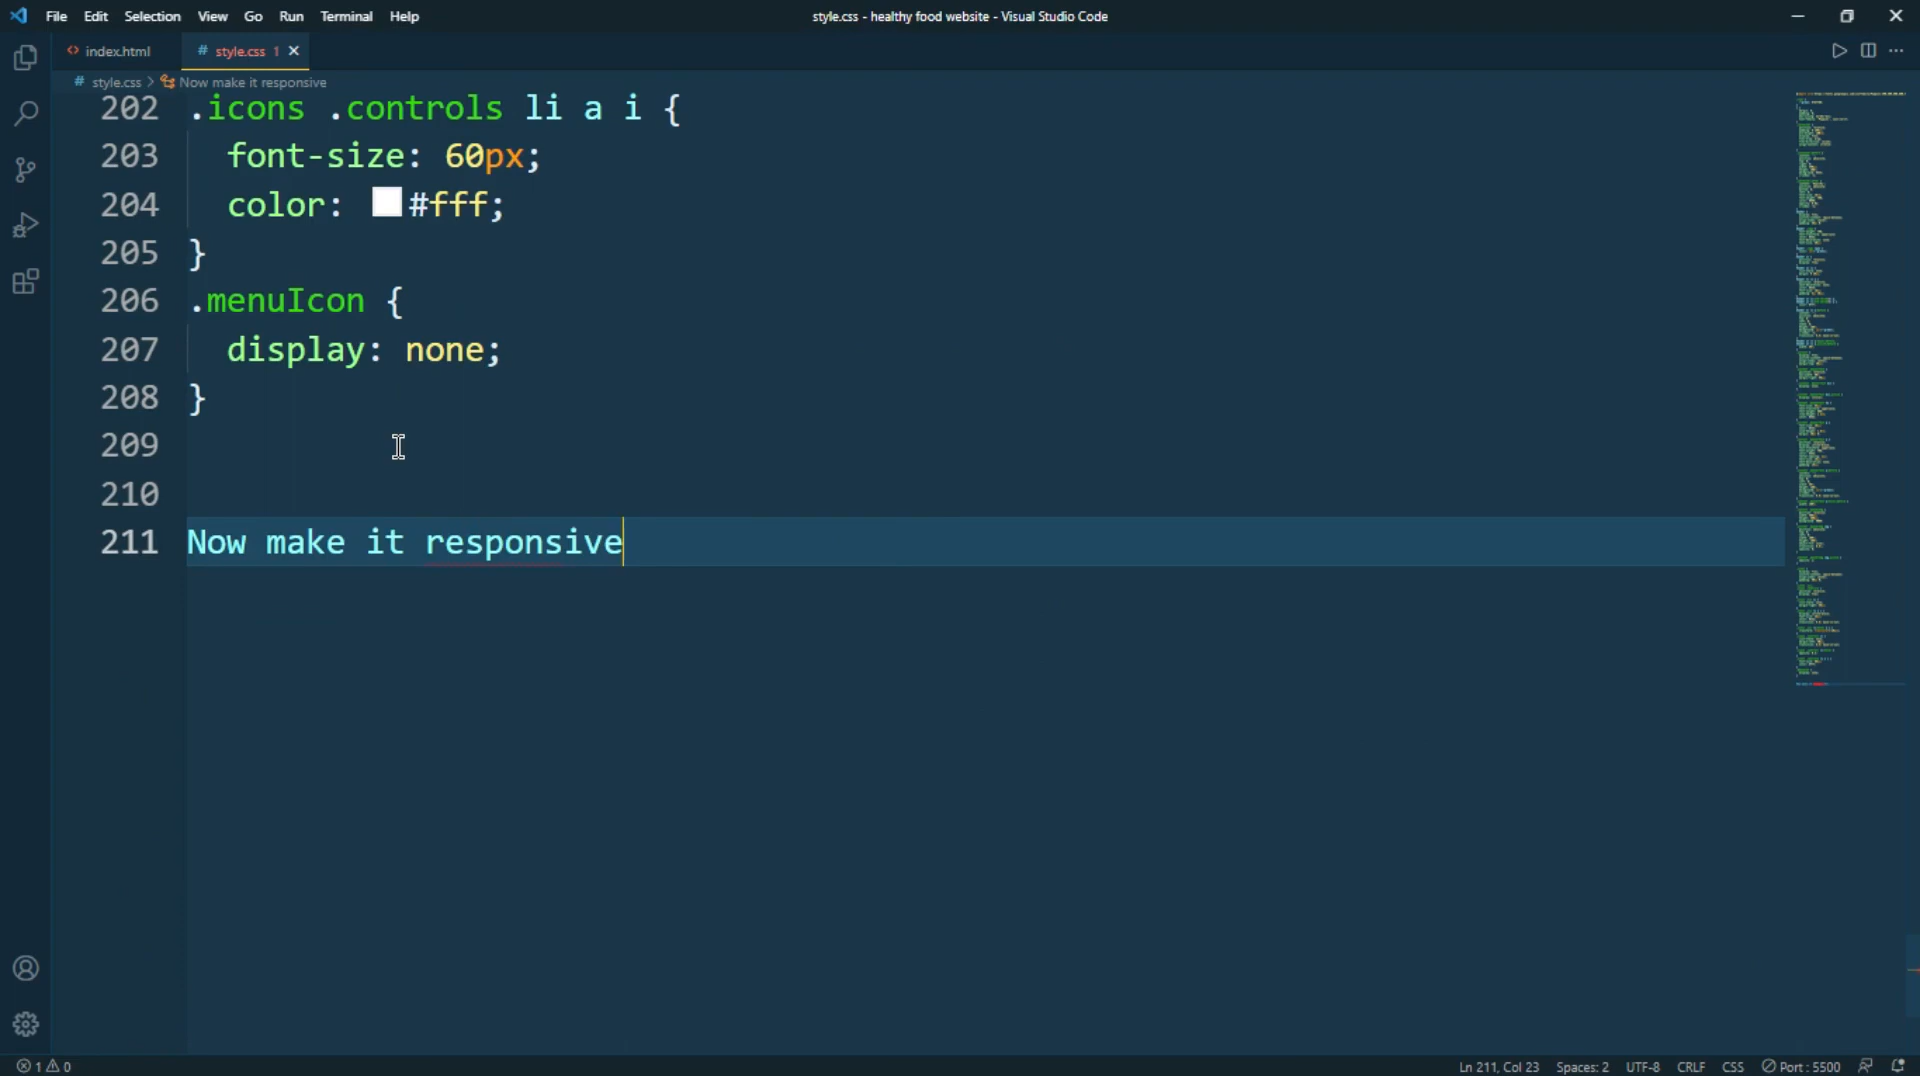 File Edit Selection View Go Run Terminal Help
style.css - healthy food website - Visual Studio Code
index.html
# style.css 1
# style.css > Now make it responsive
202 .icons .controls li a i {
203 font-size: 60px;
204 color: #fff;
205 }
206 .menuIcon {
207 display: none;
208 }
209
210
211 Now make it responsive
1 0
Ln 211, Col 23 Spaces: 2 UTF-8 CRLF CSS Port : 5500